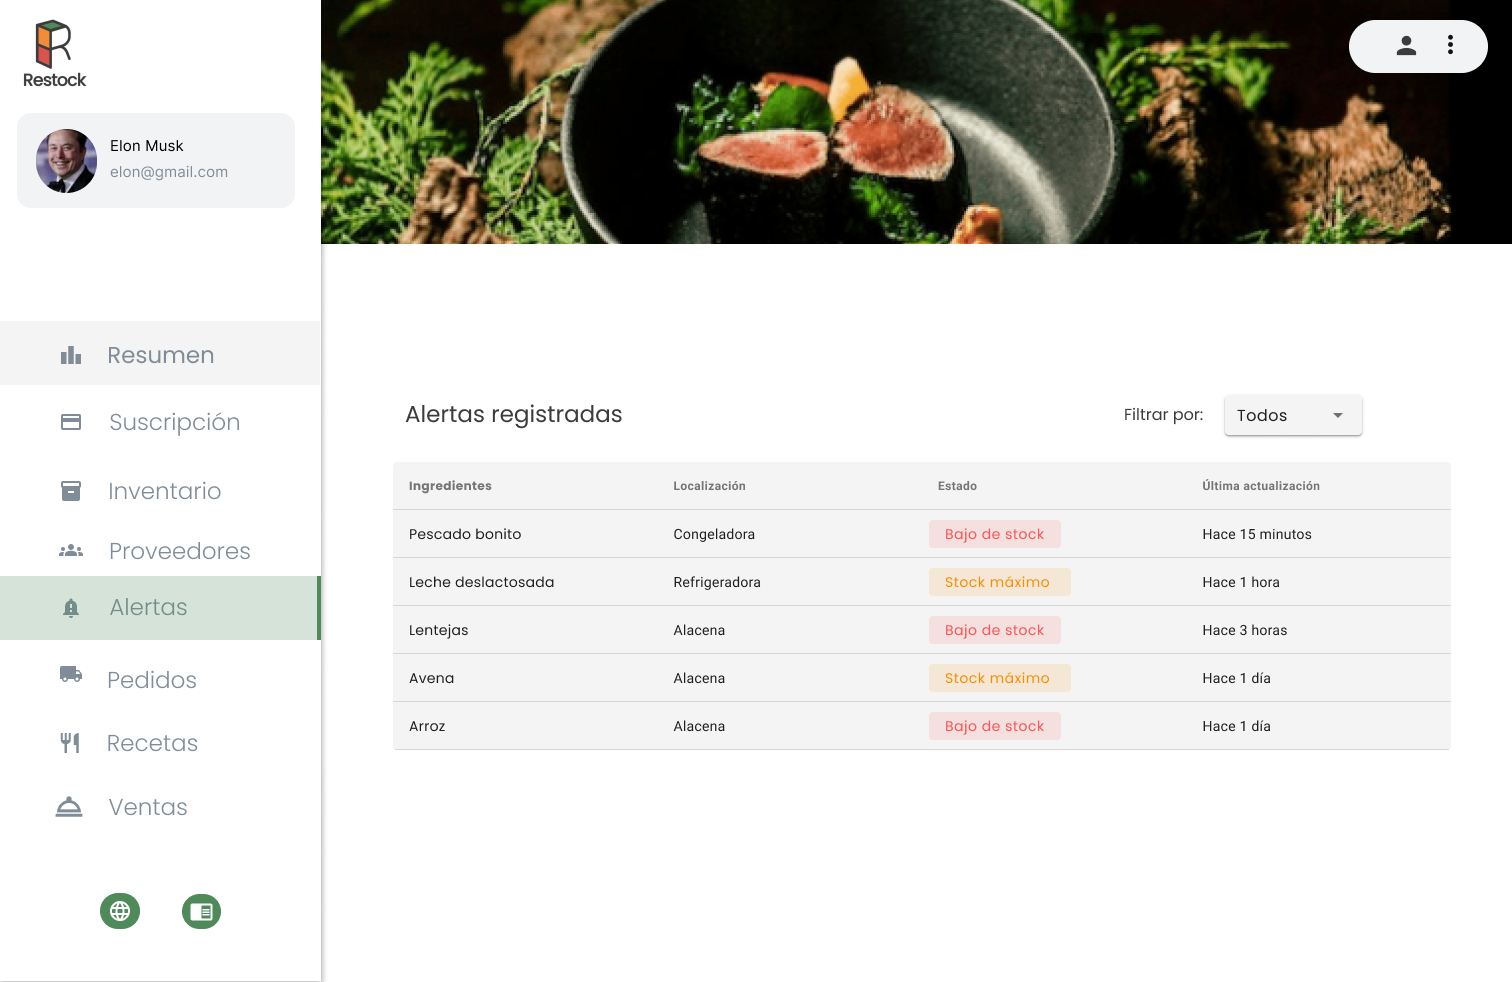 Restock
Elon Musk
elon@gmail.com
Resumen
Suscripción
Inventario
Proveedores
Alertas
Pedidos
Recetas
Ventas
Alertas registradas
Filtrar por: Todos
Ingredientes Localización Estado Última actualización
Pescado bonito Congeladora Bajo de stock Hace 15 minutos
Leche deslactosada Refrigeradora Stock máximo Hace 1 hora
Lentejas Alacena Bajo de stock Hace 3 horas
Avena Alacena Stock máximo Hace 1 día
Arroz Alacena Bajo de stock Hace 1 día